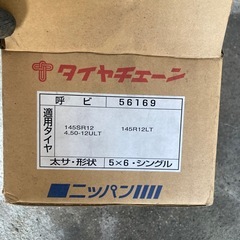 タイヤチェーン
呼ビ 56169
適用タイヤ
145SR12 145R12LT
4.50-12ULT
太サ・形状 5×6・シングル
ニッパン